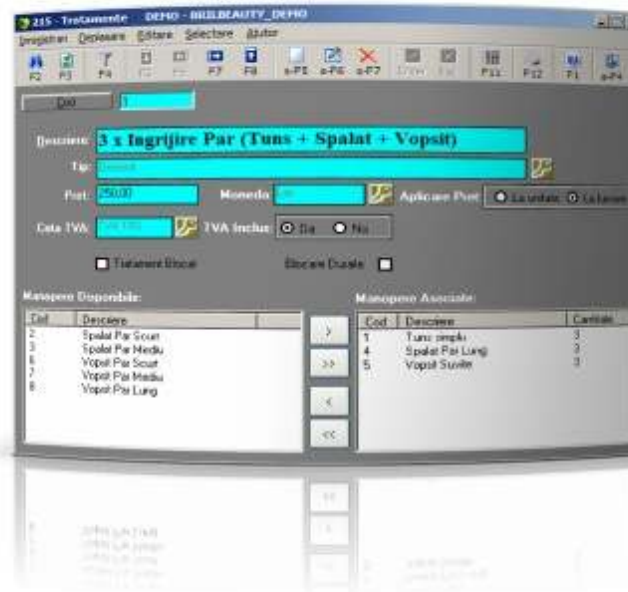 215 - Tratamente DEMO - BRILBEAUTY_DEMO
Inregistrari Deplasare Editare Selectare Ajutor
F2 F3 F4 F7 F8 s-F5 s-F6 s-F7 F11 F12 F1 s-F4
Cod 1
Descriere: 3 x Ingrijire Par (Tuns + Spalat + Vopsit)
Tip:
Pret: 250.00 Moneda Aplicare Pret La unitate La lansare
Cota TVA TVA Inclus Da Nu
Tratament Blocat Blocare Durate
Manopere Disponibile: Manopere Asociate:
Cod Descriere Cod Descriere Cantitate
2 Spalat Par Scurt 1 Tuns simplu 3
3 Spalat Par Mediu 4 Spalat Par Lung 3
6 Vopsit Par Scurt 5 Vopsit Suvite 3
7 Vopsit Par Mediu
8 Vopsit Par Lung
>
>>
<
<<